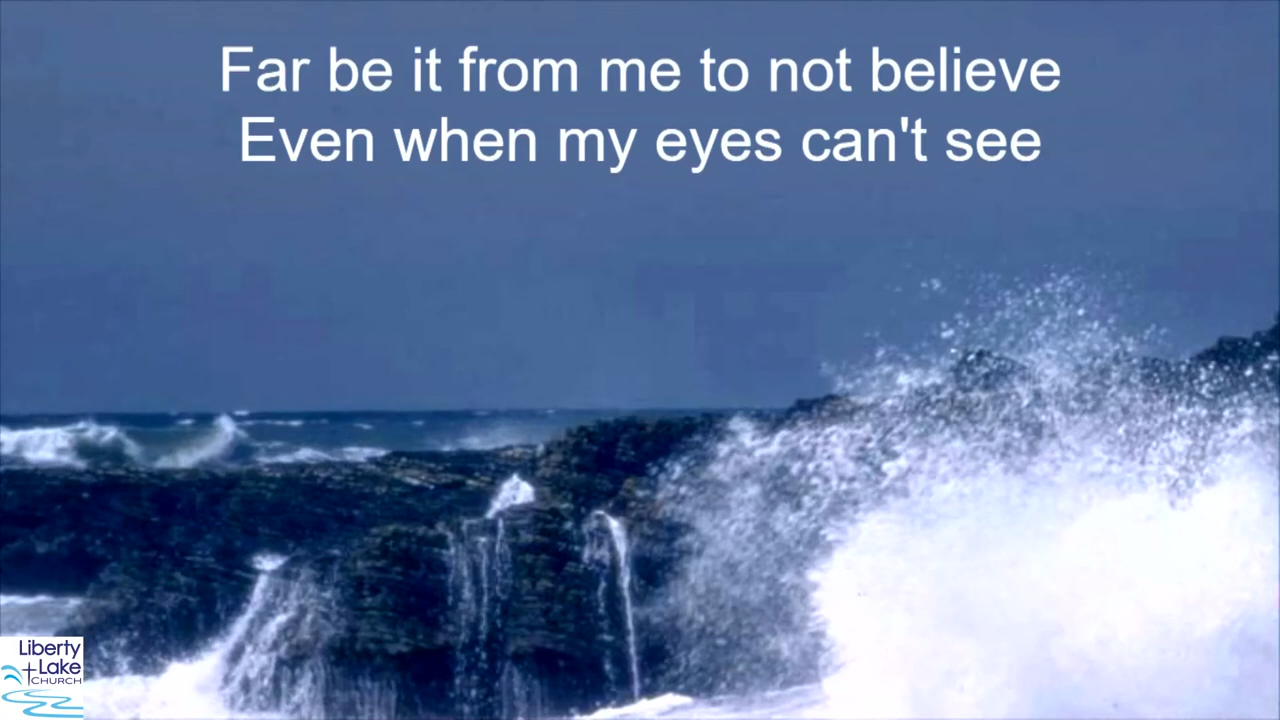 Far be it from me to not believe
Even when my eyes can't see
Liberty
Lake
CHURCH